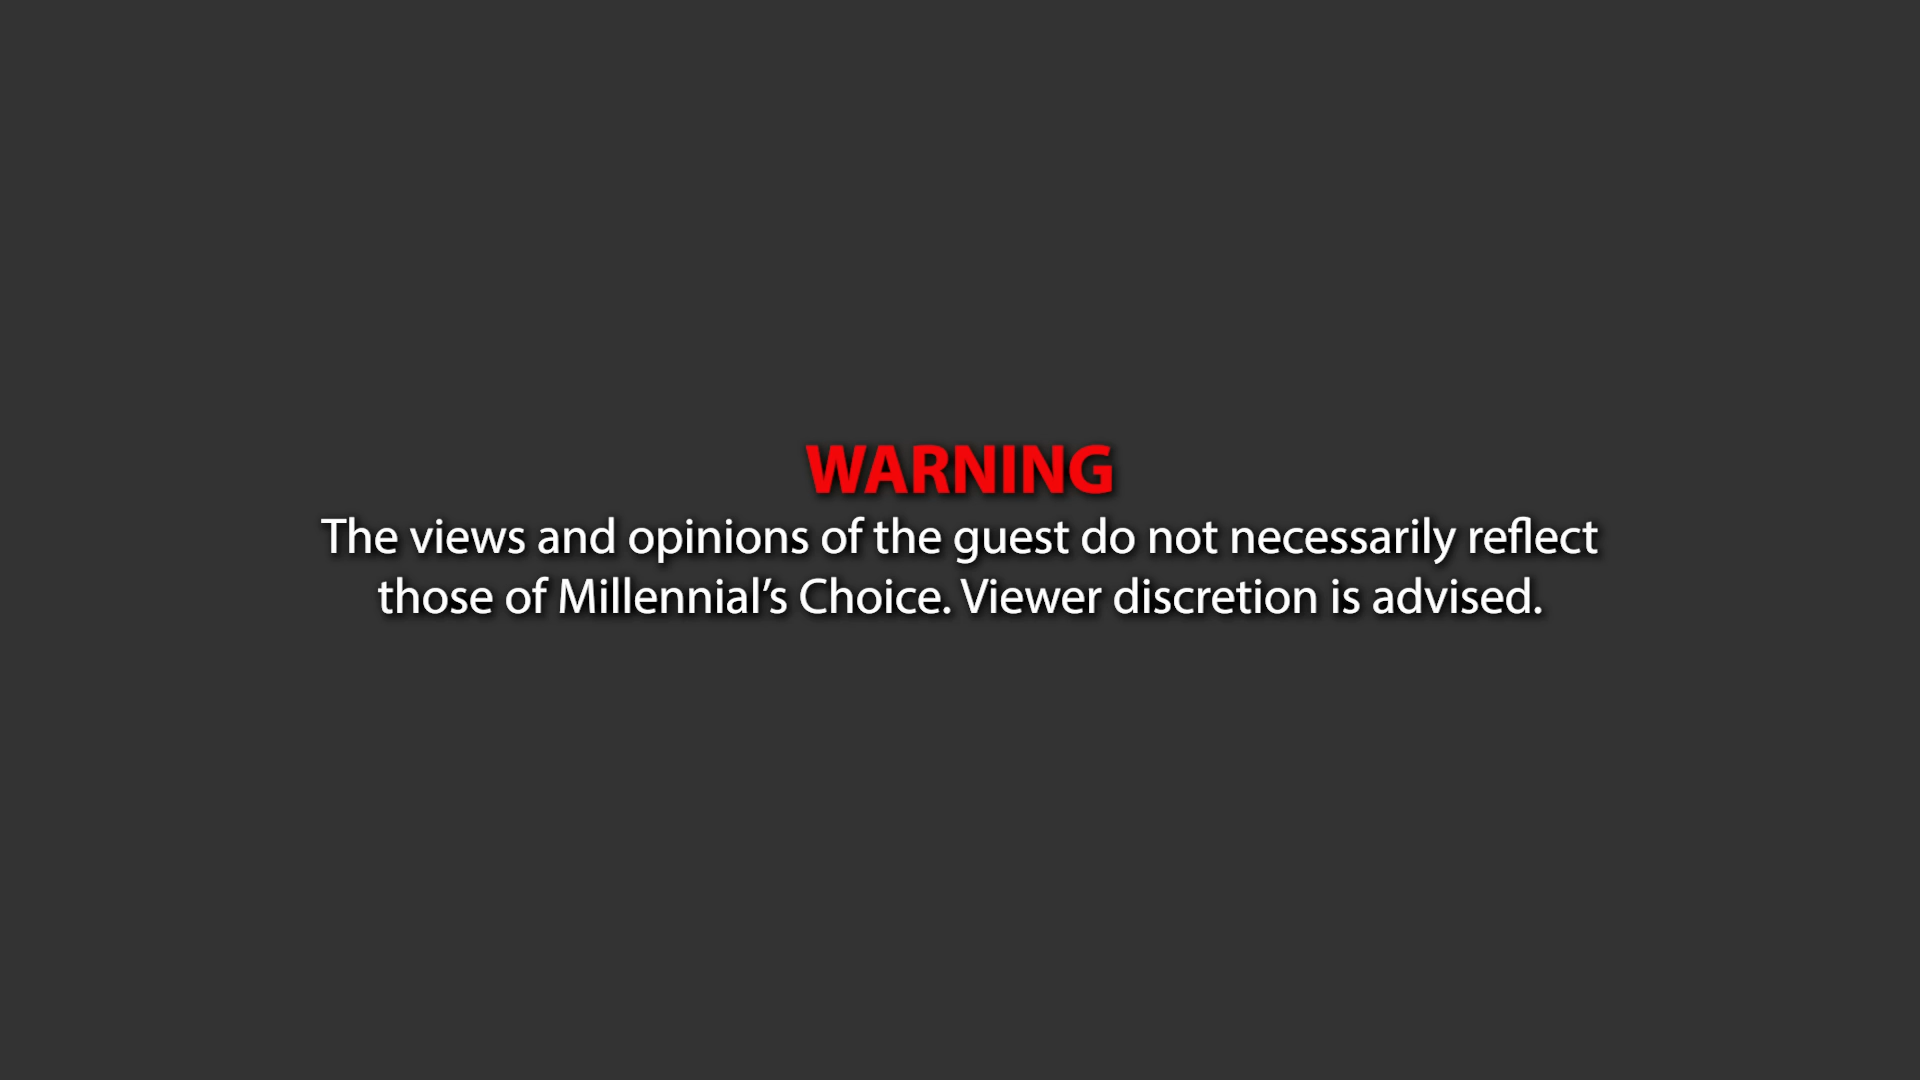 WARNING
The views and opinions of the guest do not necessarily reflect
those of Millennial’s Choice. Viewer discretion is advised.